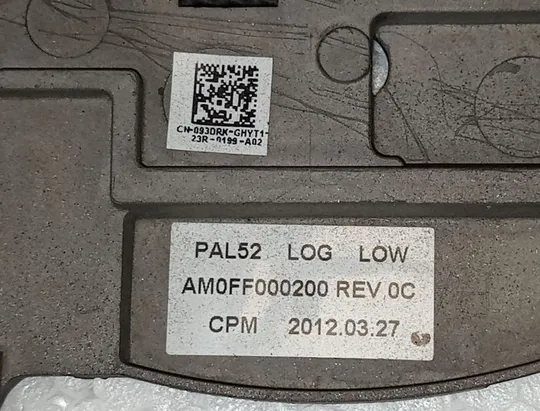 CN-093DRK-GHYT1-
23R-0199-A02
PAL52 LOG LOW
AM0FF000200 REV 0C
CPM 2012.03.27